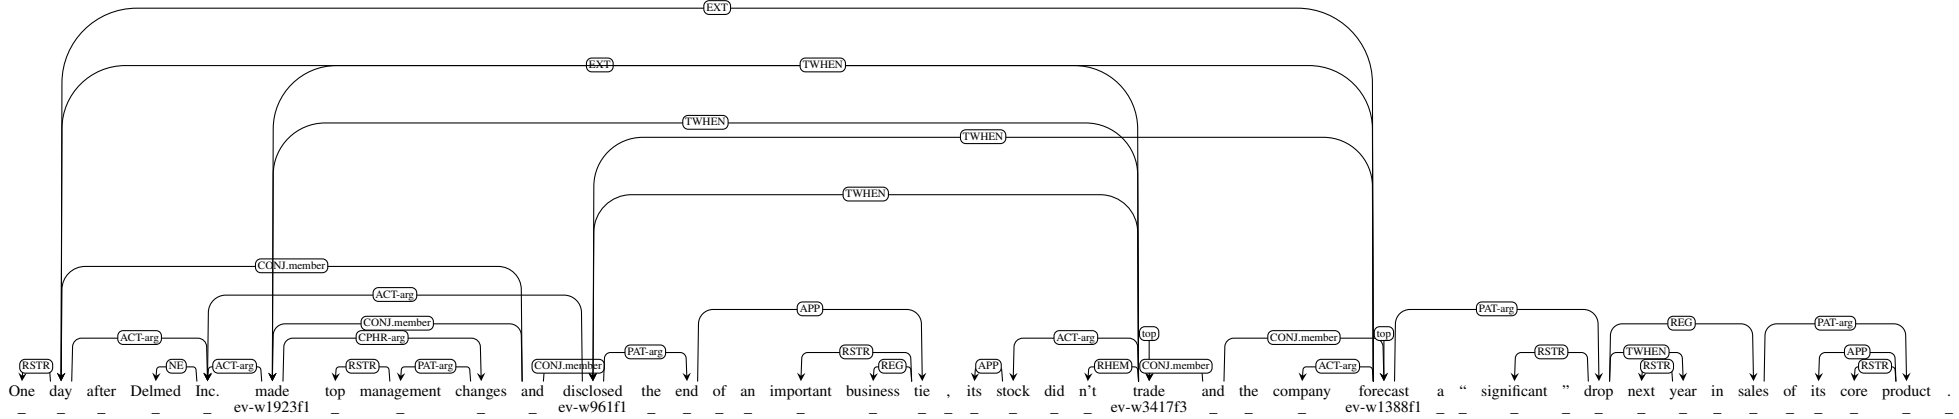 EXT
EXT TWHEN
TWHEN
TWHEN
TWHEN
CONJ.member
ACT-arg
APP PAT-arg
CONJ.member REG PAT-arg
ACT-arg CPHR-arg ACT-arg top CONJ.member top
PAT-arg RSTR RSTR TWHEN APP
RSTR NE ACT-arg RSTR PAT-arg CONJ.member REG APP RHEM CONJ.member ACT-arg RSTR RSTR
One day after Delmed Inc. made top management changes and disclosed the end of an important business tie , its stock did n't trade and the company forecast a “ significant ” drop next year in sales of its core product .
ev-w1923f1 ev-w961f1 ev-w3417f3 ev-w1388f1
_ _ _ _ _ _ _ _ _ _ _ _ _ _ _ _ _ _ _ _ _ _ _ _ _ _ _ _ _ _ _ _ _ _ _ _ _ _